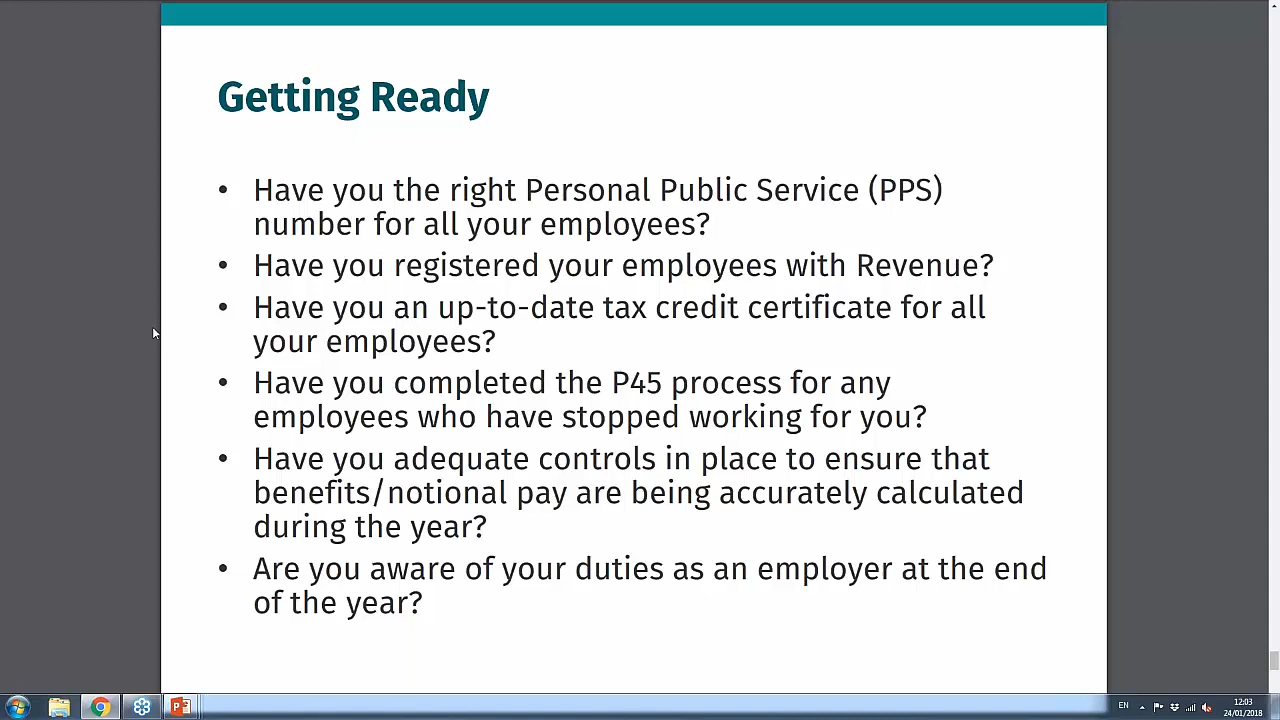 Getting Ready
• Have you the right Personal Public Service (PPS)
number for all your employees?
• Have you registered your employees with Revenue?
• Have you an up-to-date tax credit certificate for all
your employees?
• Have you completed the P45 process for any
employees who have stopped working for you?
• Have you adequate controls in place to ensure that
benefits/notional pay are being accurately calculated
during the year?
• Are you aware of your duties as an employer at the end
of the year?
EN
12:03
24/01/2018